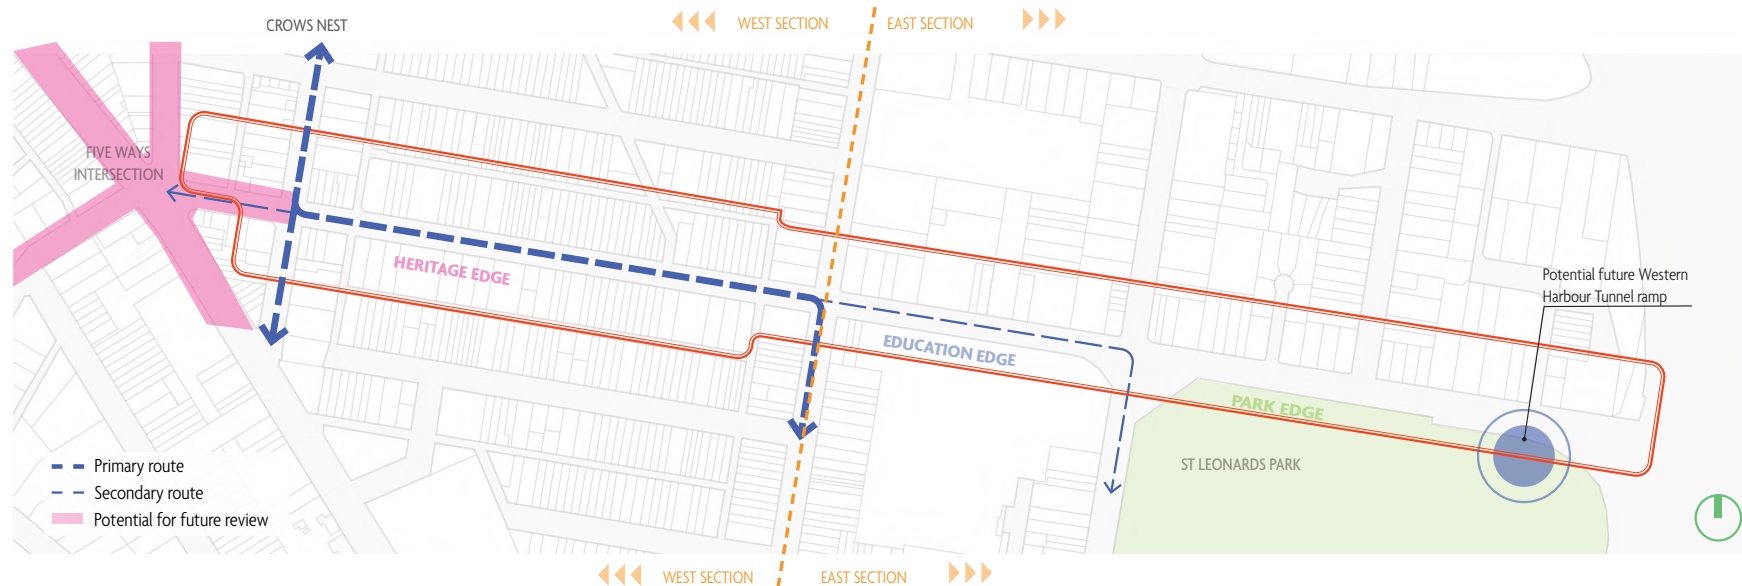 CROWS NEST
WEST SECTION
EAST SECTION
FIVE WAYS
INTERSECTION
HERITAGE EDGE
Potential future Western
Harbour Tunnel ramp
EDUCATION EDGE
PARK EDGE
ST LEONARDS PARK
Primary route
Secondary route
Potential for future review
WEST SECTION
EAST SECTION